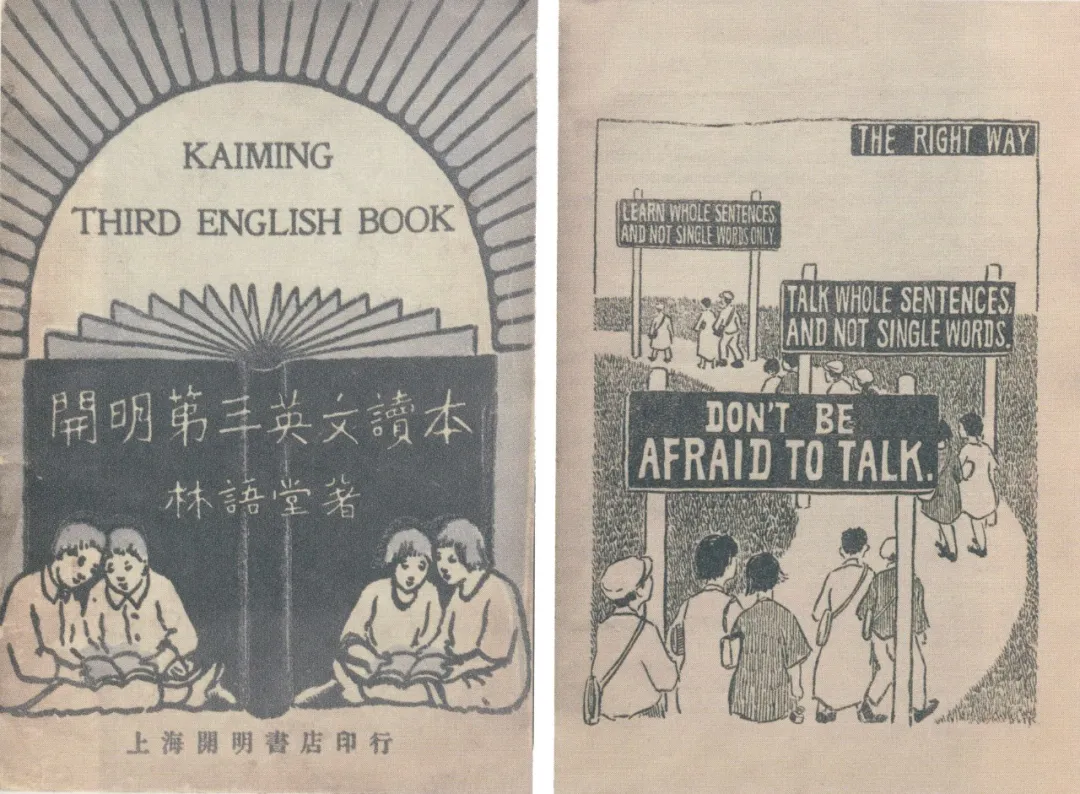 KAIMING
THIRD ENGLISH BOOK
開明第三英文讀本
林語堂著
上海開明書店印行
THE RIGHT WAY
LEARN WHOLE SENTENCES,
AND NOT SINGLE WORDS ONLY.
TALK WHOLE SENTENCES,
AND NOT SINGLE WORDS.
DON'T BE
AFRAID TO TALK.